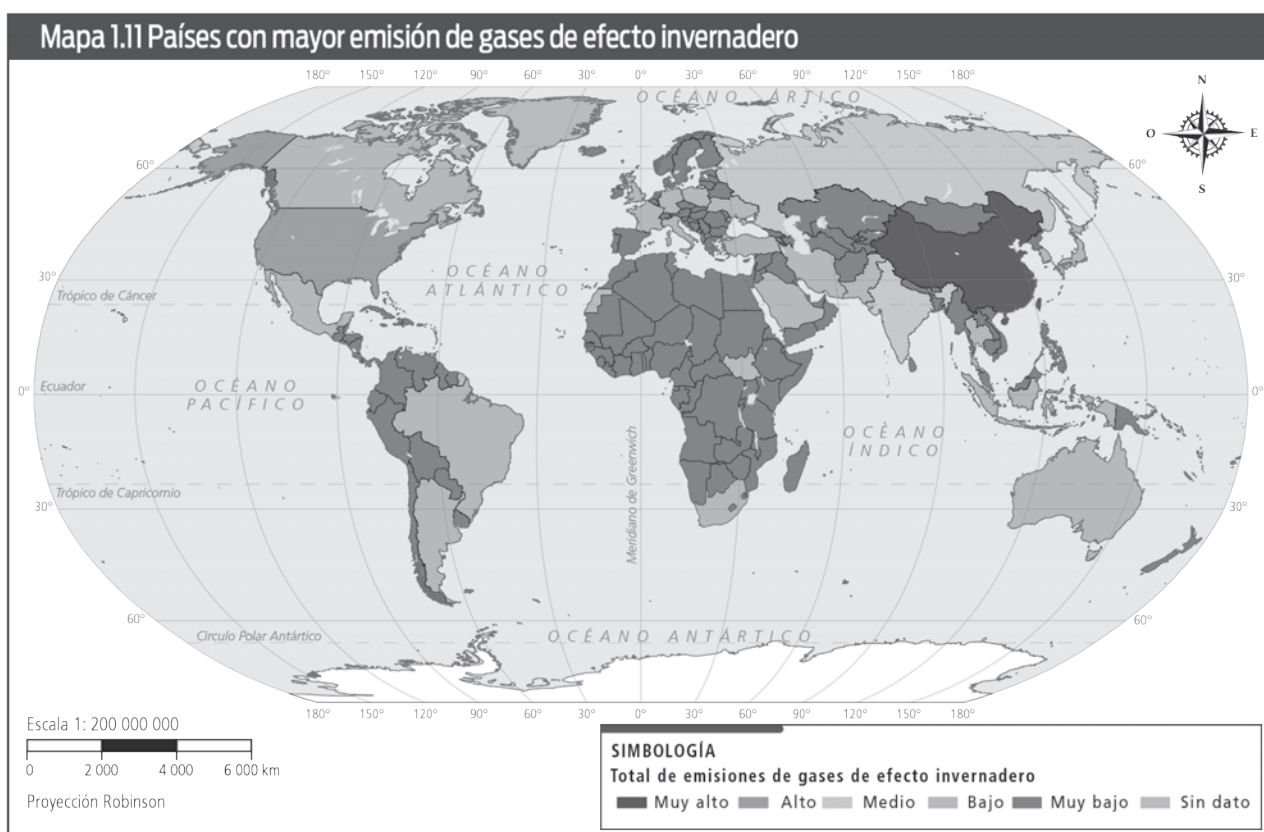 Mapa 1.11 Países con mayor emisión de gases de efecto invernadero
180° 150° 120° 90° 60° 30° 0° 30° 60° 90° 120° 150° 180°
OCÉANO ÁRTICO
N
O E
S
60° 60°
30° 30°
OCÉANO
ATLÁNTICO
Trópico de Cáncer
Ecuador
0° 0°
OCÉANO
PACÍFICO
Meridiano de Greenwich
OCÈANO
ÍNDICO
Trópico de Capricornio
30° 30°
60° 60°
Circulo Polar Antártico
OCÉANO ANTÁRTICO
180° 150° 120° 90° 60° 30° 0° 30° 60° 90° 120° 150° 180°
Escala 1: 200 000 000
0 2 000 4 000 6 000 km
Proyección Robinson
SIMBOLOGÍA
Total de emisiones de gases de efecto invernadero
Muy alto Alto Medio Bajo Muy bajo Sin dato